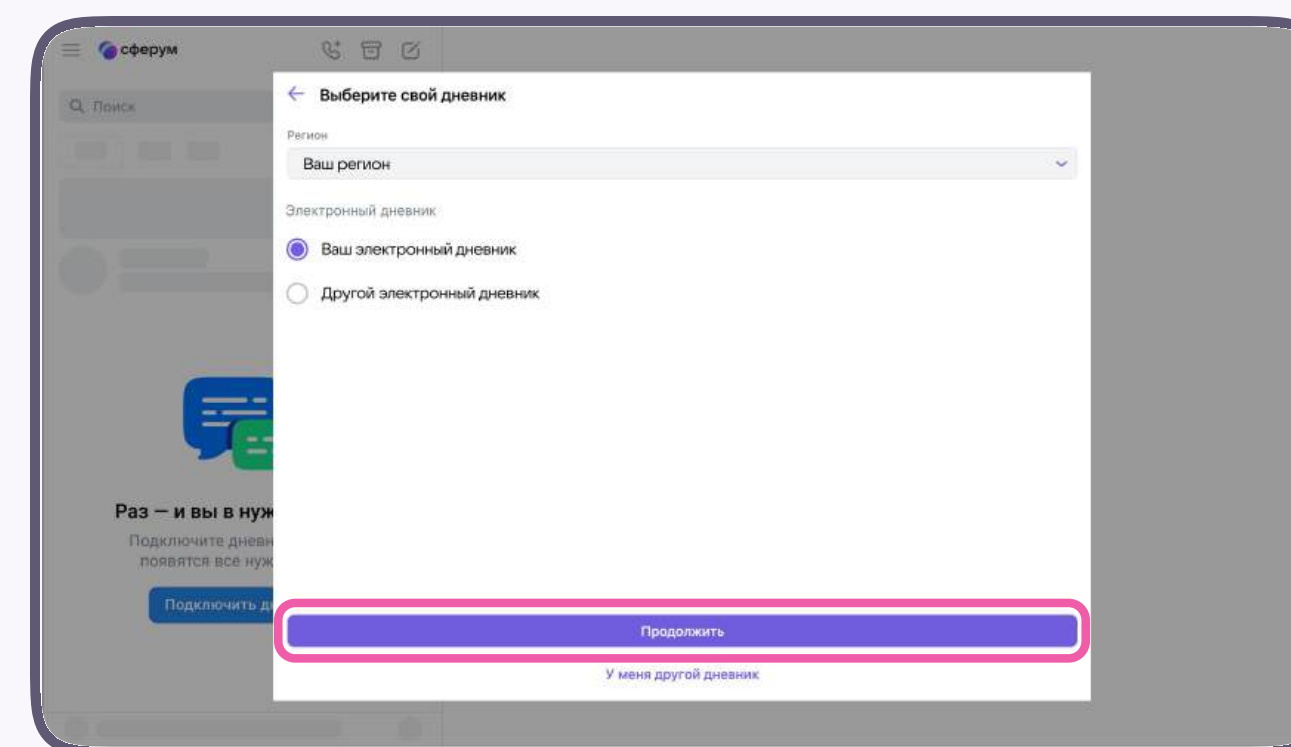 сферум
Поиск
Выберите свой дневник
Регион
Ваш регион
Электронный дневник
Ваш электронный дневник
Другой электронный дневник
Раз — и вы в нуж
Подключите дневн
появятся все нуж
Подключить д
Продолжить
У меня другой дневник